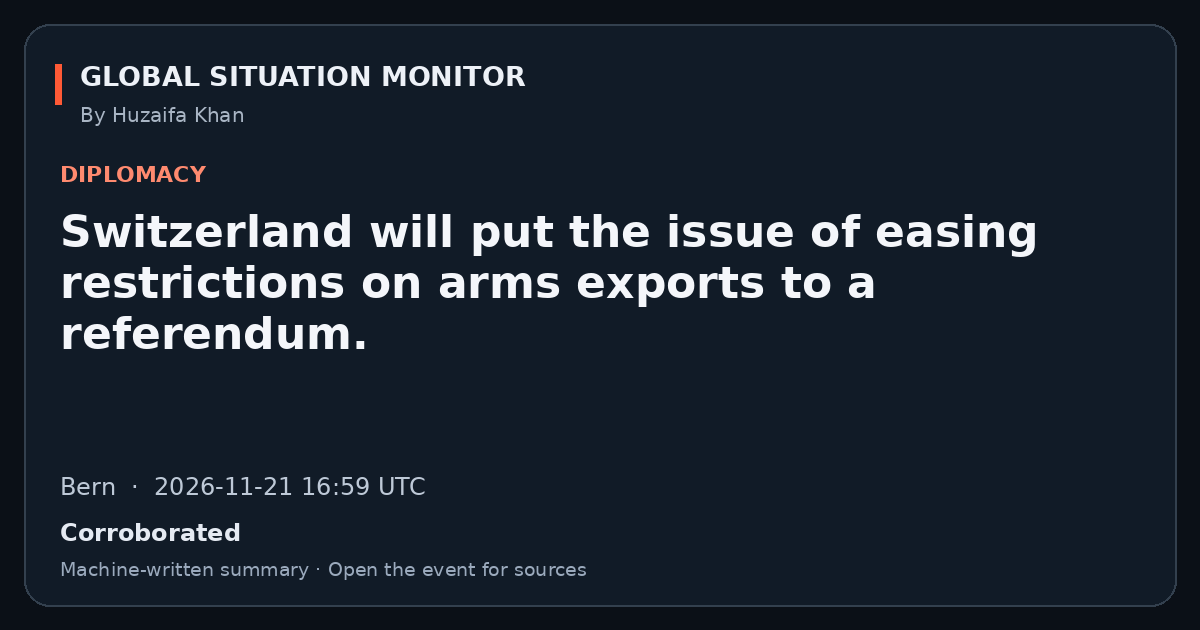 GLOBAL SITUATION MONITOR
By Huzaifa Khan
DIPLOMACY
Switzerland will put the issue of easing
restrictions on arms exports to a
referendum.
Bern · 2026-11-21 16:59 UTC
Corroborated
Machine-written summary · Open the event for sources